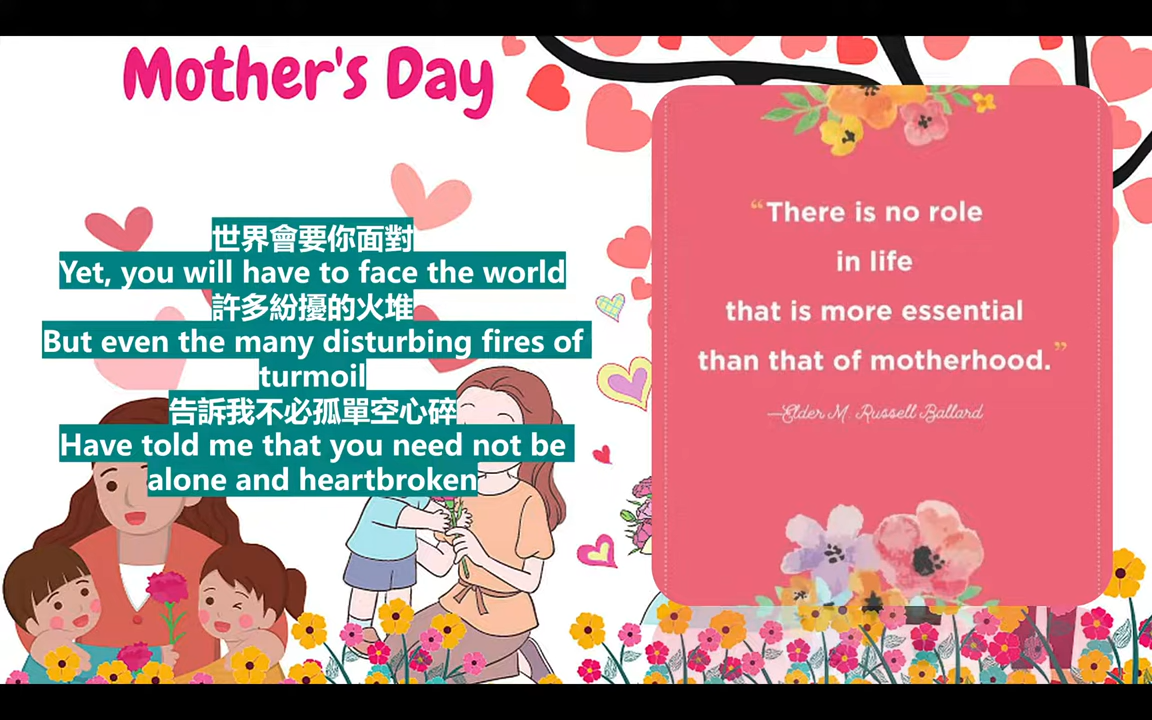 Mother's Day
世界會要你面對
Yet, you will have to face the world
許多紛擾的火堆
But even the many disturbing fires of
turmoil
告訴我不必孤單空心碎
Have told me that you need not be
alone and heartbroken
“There is no role
in life
that is more essential
than that of motherhood.”
—Elder M. Russell Ballard